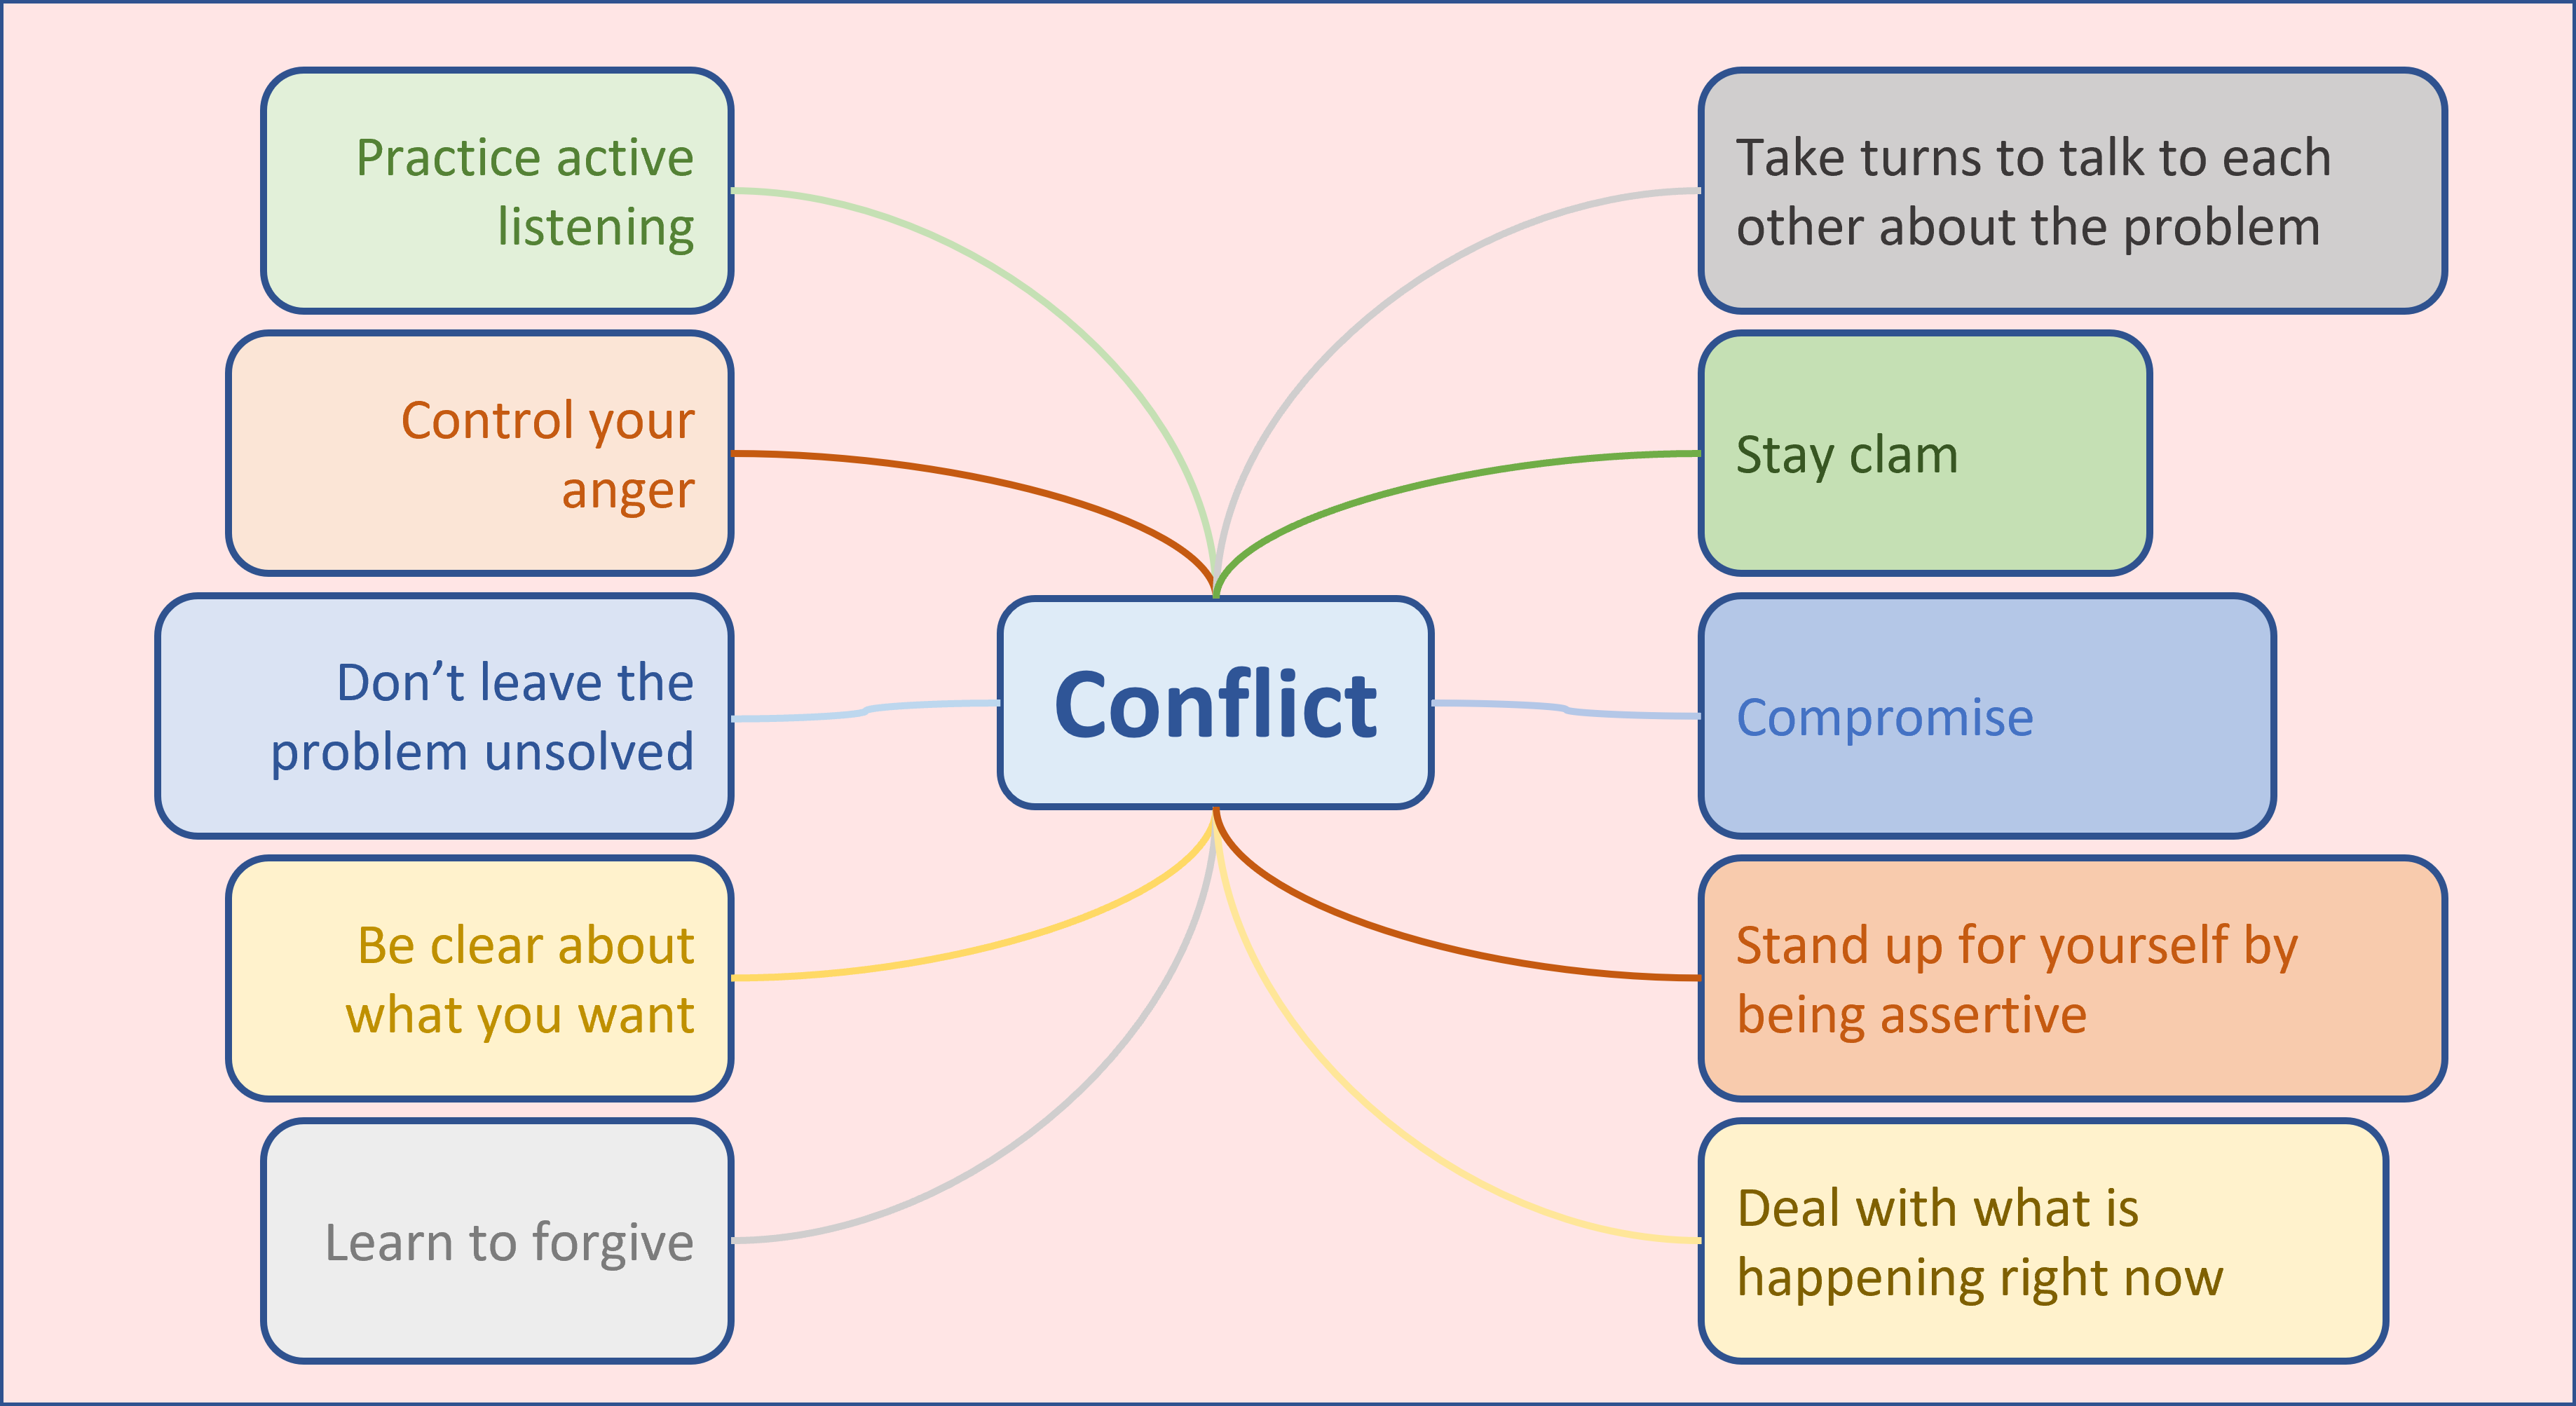 Practice active
listening
Control your
anger
Don’t leave the
problem unsolved
Be clear about
what you want
Learn to forgive
Conflict
Take turns to talk to each
other about the problem
Stay clam
Compromise
Stand up for yourself by
being assertive
Deal with what is
happening right now